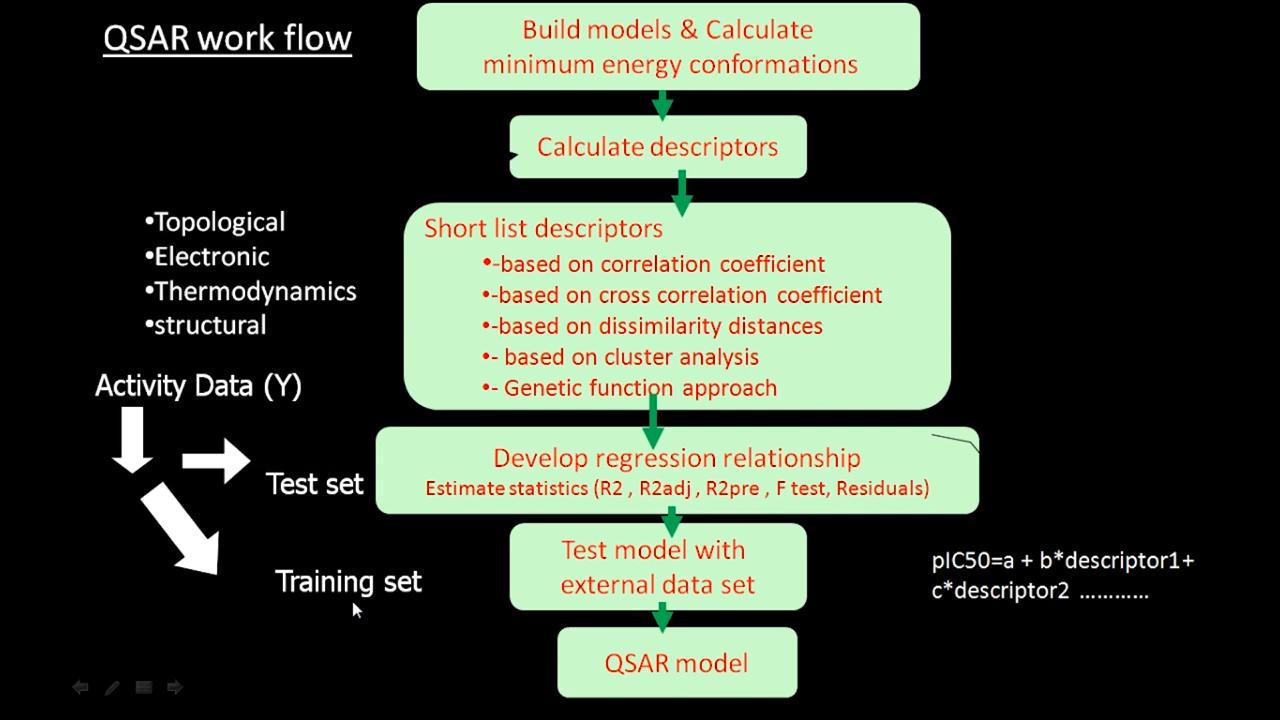 QSAR work flow
Build models & Calculate
minimum energy conformations
Calculate descriptors
•Topological
•Electronic
•Thermodynamics
•structural
Short list descriptors
•-based on correlation coefficient
•-based on cross correlation coefficient
•-based on dissimilarity distances
•- based on cluster analysis
•- Genetic function approach
Activity Data (Y)
Test set
Training set
Develop regression relationship
Estimate statistics (R2 , R2adj , R2pre , F test, Residuals)
Test model with
external data set
pIC50=a + b*descriptor1+
c*descriptor2 …………
QSAR model